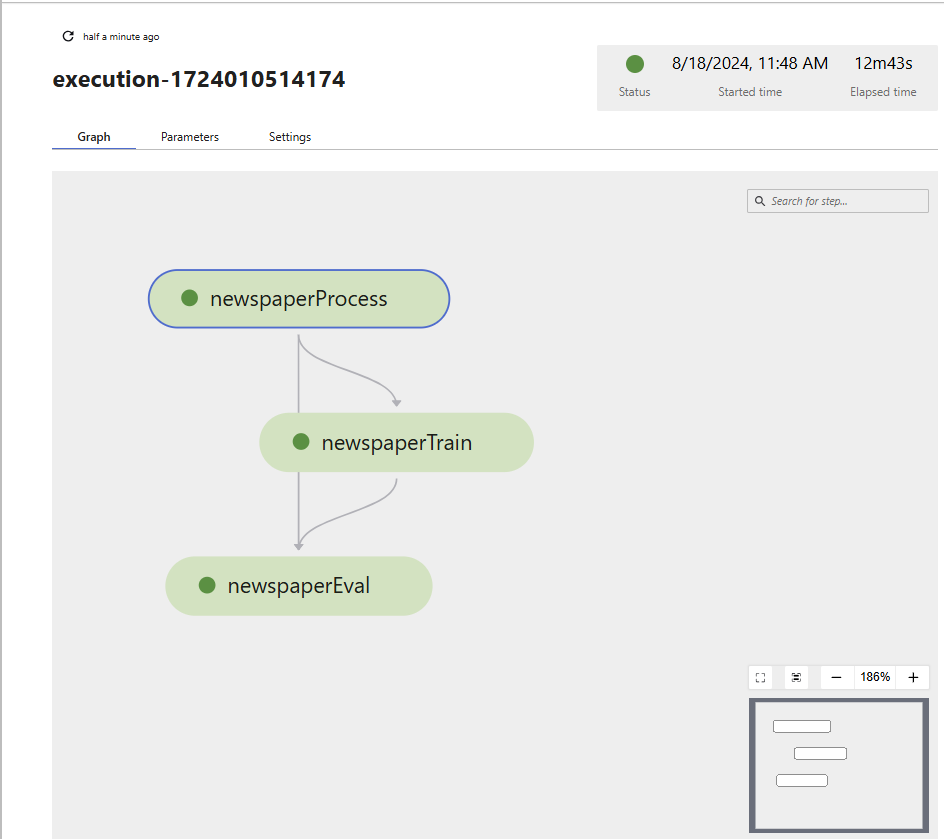 half a minute ago
execution-1724010514174
8/18/2024, 11:48 AM 12m43s
Status Started time Elapsed time
Graph Parameters Settings
Search for step...
newspaperProcess
newspaperTrain
newspaperEval
186%